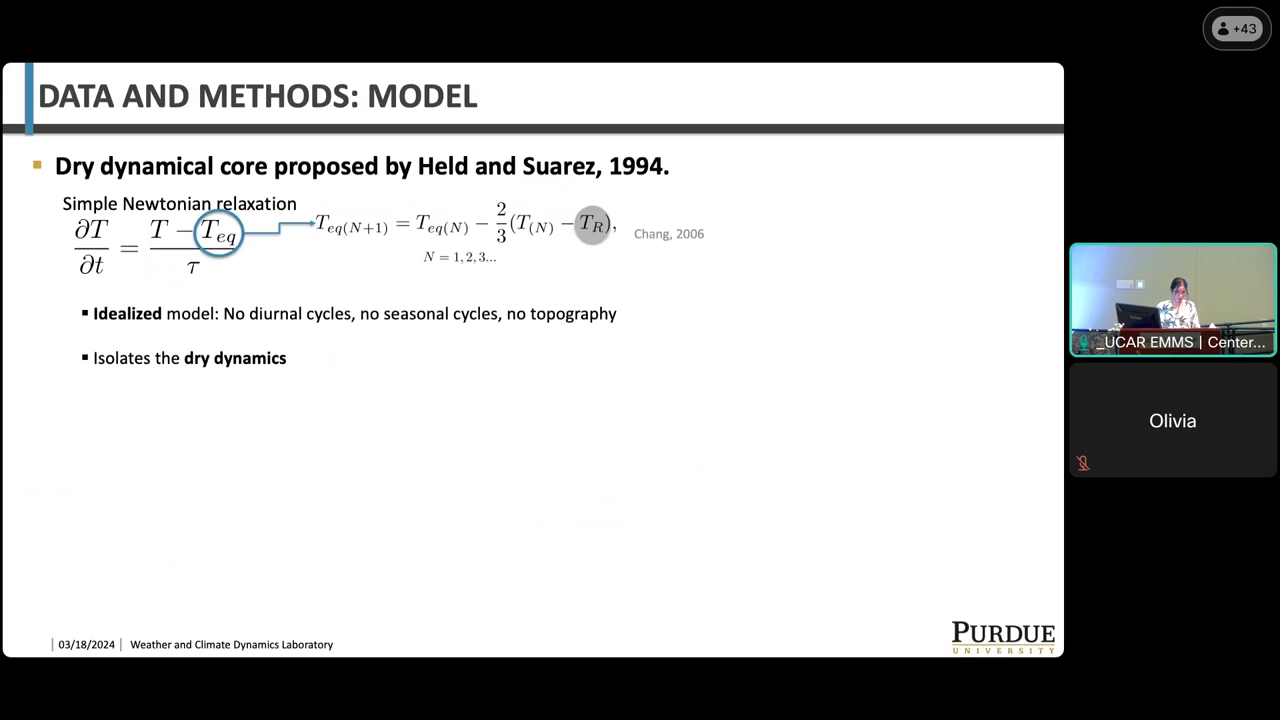 +43
DATA AND METHODS: MODEL
▪ Dry dynamical core proposed by Held and Suarez, 1994.
Simple Newtonian relaxation
∂T/∂t = (T − T_eq)/τ
T_eq(N+1) = T_eq(N) − 2/3 (T_(N) − T_R),
Chang, 2006
N = 1, 2, 3...
▪ Idealized model: No diurnal cycles, no seasonal cycles, no topography
▪ Isolates the dry dynamics
_UCAR EMMS | Center...
Olivia
| 03/18/2024 | Weather and Climate Dynamics Laboratory
PURDUE
UNIVERSITY